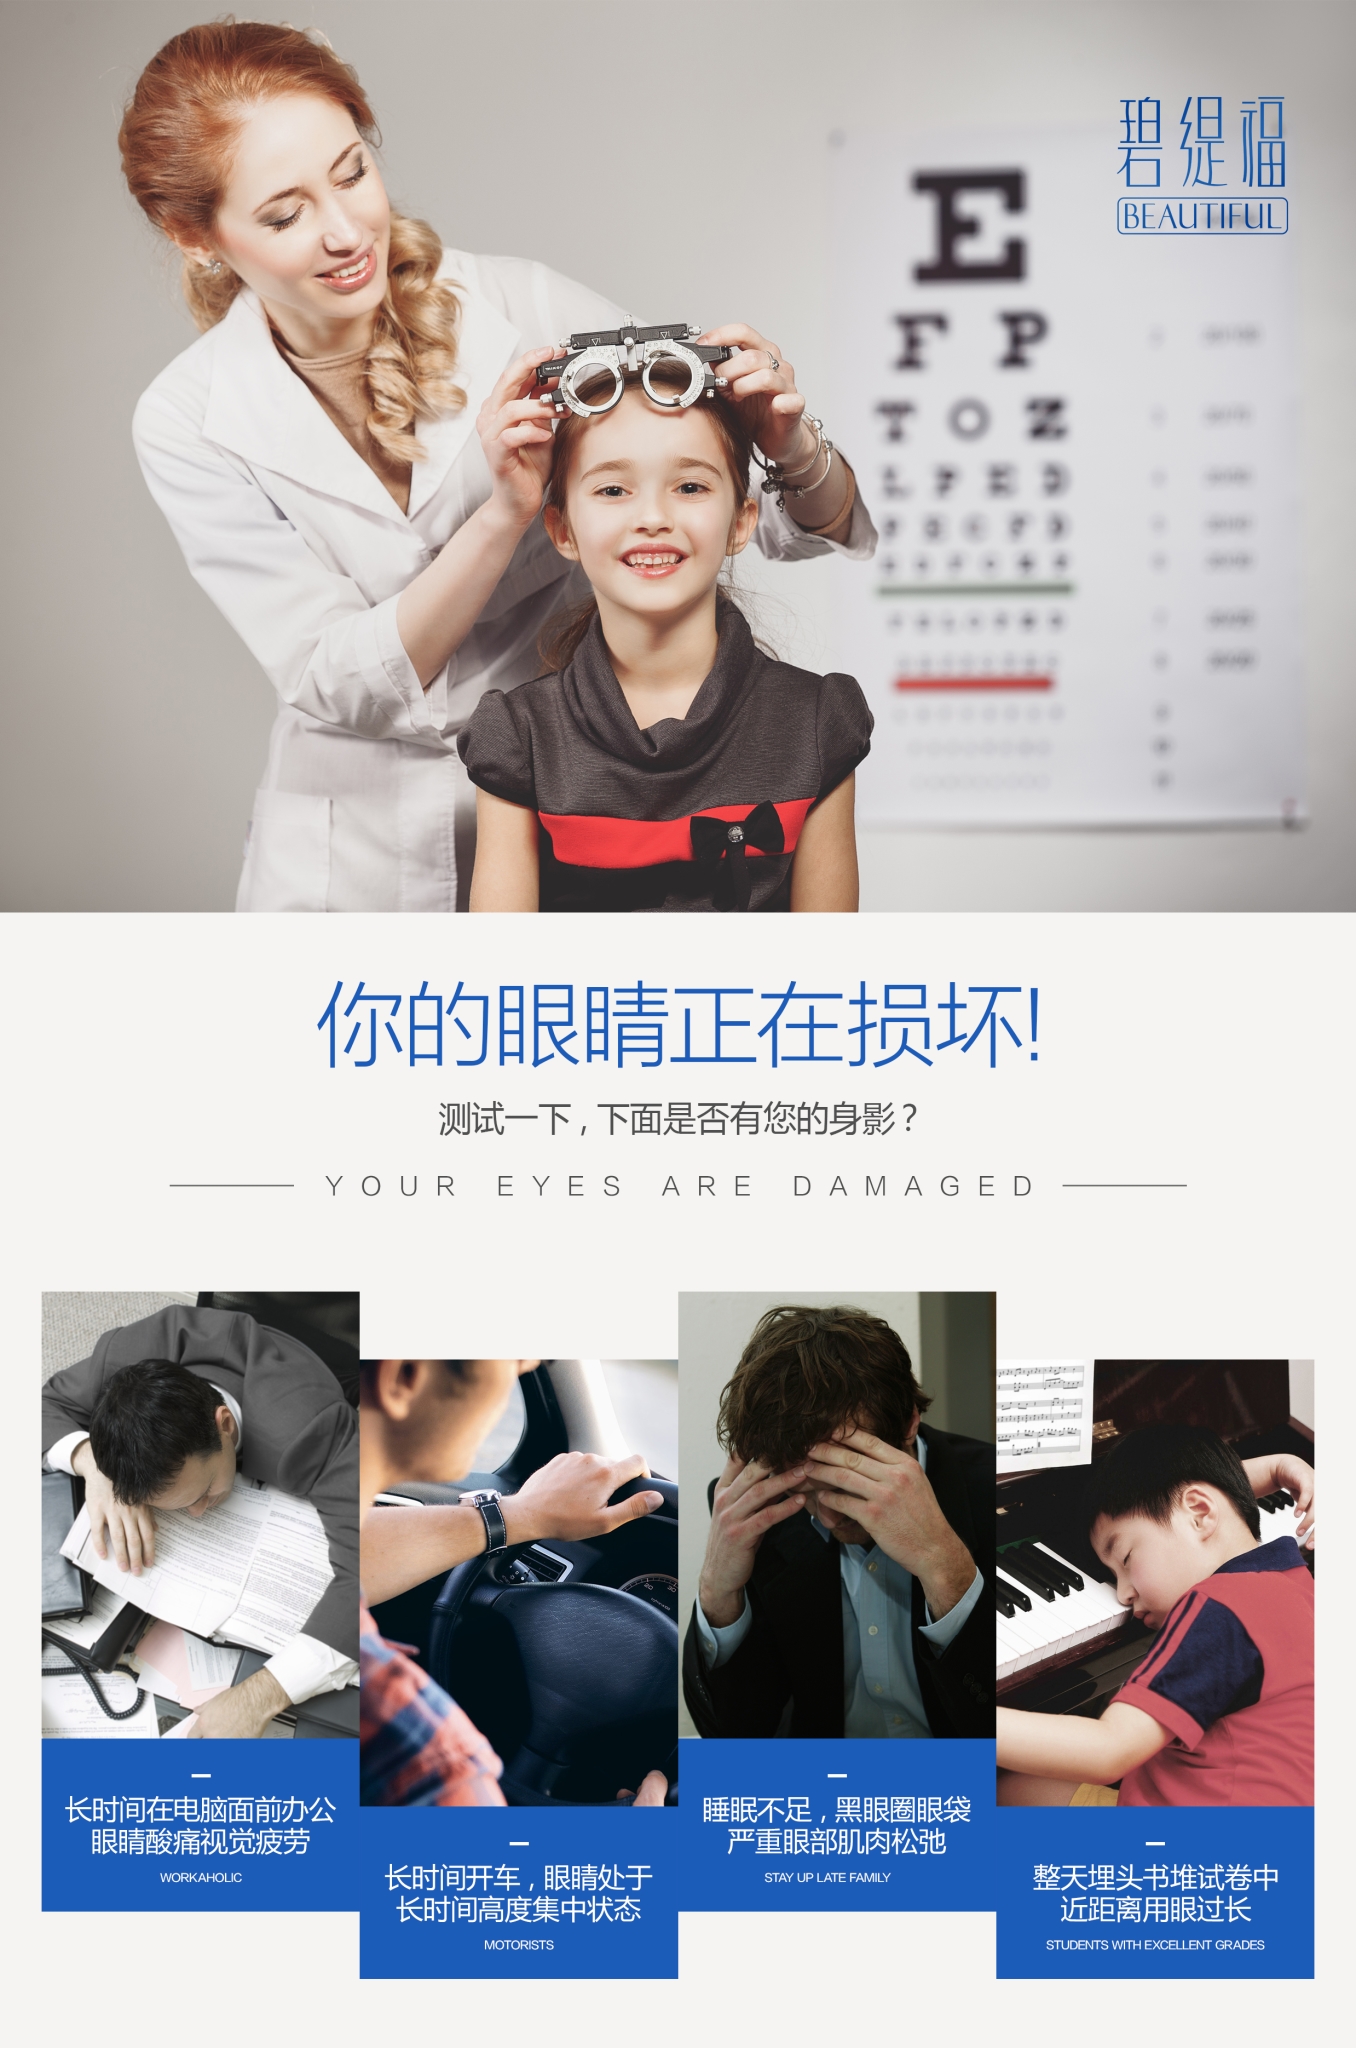 碧缇福
BEAUTIFUL
E
F P
T O Z
L P E D
P E C F D
你的眼睛正在损坏!
测试一下，下面是否有您的身影？
YOUR EYES ARE DAMAGED
长时间在电脑面前办公
眼睛酸痛视觉疲劳
WORKAHOLIC
长时间开车，眼睛处于
长时间高度集中状态
MOTORISTS
睡眠不足，黑眼圈眼袋
严重眼部肌肉松弛
STAY UP LATE FAMILY
整天埋头书堆试卷中
近距离用眼过长
STUDENTS WITH EXCELLENT GRADES